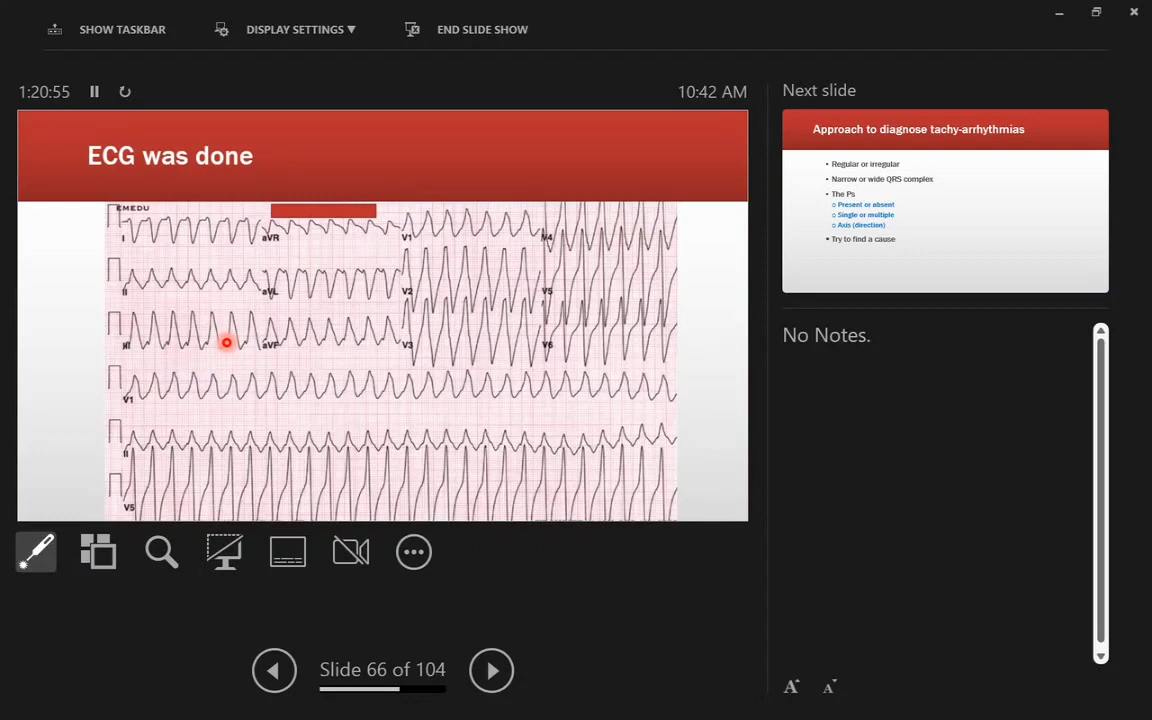 SHOW TASKBAR
DISPLAY SETTINGS ▼
END SLIDE SHOW
1:20:55
10:42 AM
ECG was done
EMEDU
I
aVR
V1
V4
II
aVL
V2
V5
III
aVF
V3
V6
V1
II
V5
Slide 66 of 104
Next slide
Approach to diagnose tachy-arrhythmias
• Regular or irregular
• Narrow or wide QRS complex
• The Ps
o Present or absent
o Single or multiple
o Axis (direction)
• Try to find a cause
No Notes.
A A